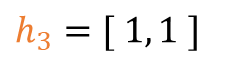 h₃ = [ 1, 1 ]